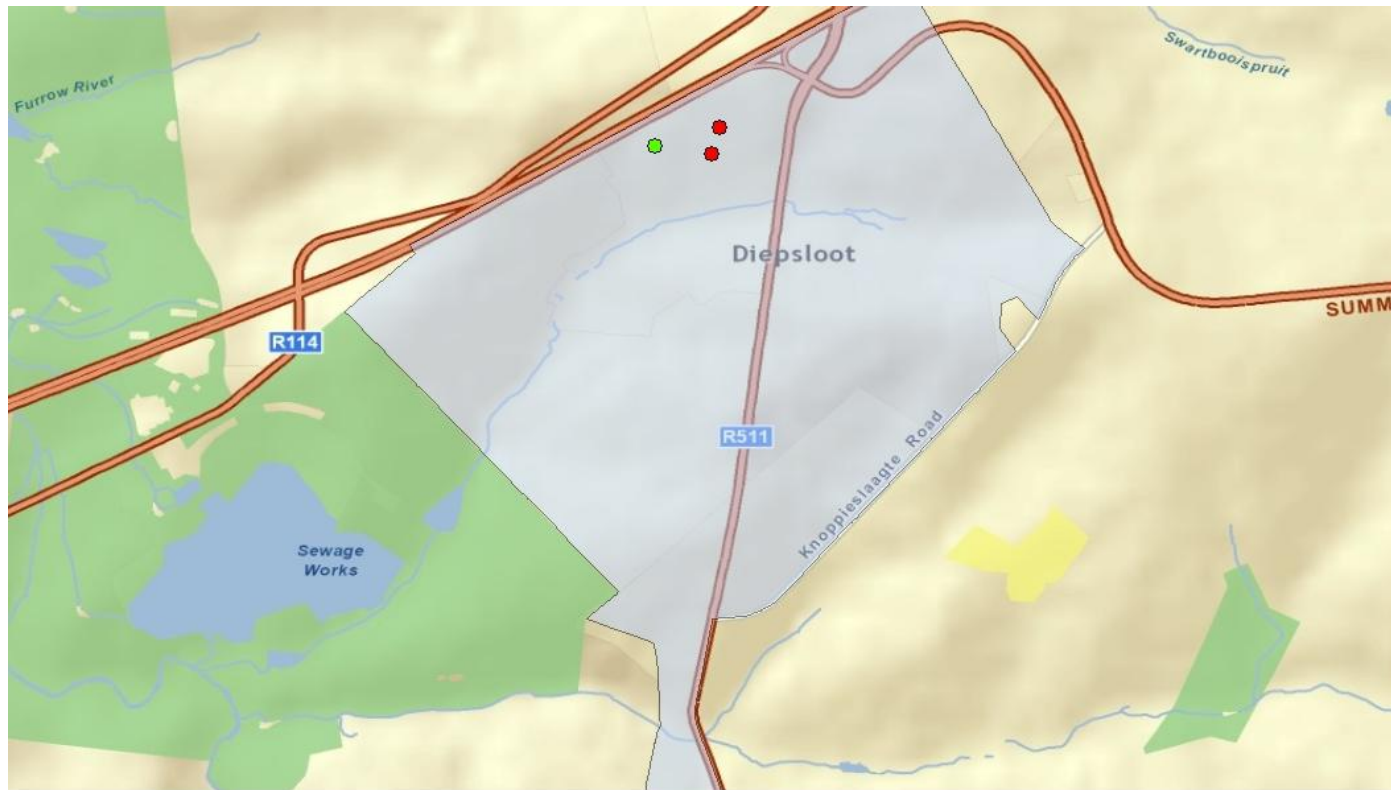 Furrow River
Swartbooispruit
Diepsloot
SUMM
R114
R511
Knoppieslaagte Road
Sewage
Works